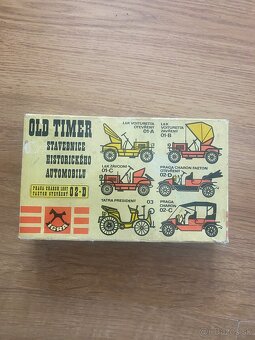 OLD TIMER
STAVEBNICE
HISTORICKÉHO
AUTOMOBILU
PRAGA CHARON 1907
FAETON OTEVŘENÝ 02-D
IGRA
L&K VOITURETTA
OTEVŘENÝ
01-A
L&K
VOITURETTA
ZAVŘENÝ
01-B
L&K ZÁVODNÍ
01-C
PRAGA CHARON FAETON
OTEVŘENÝ
02-D
TATRA PRESIDENT 03
PRAGA
CHARON
02-C